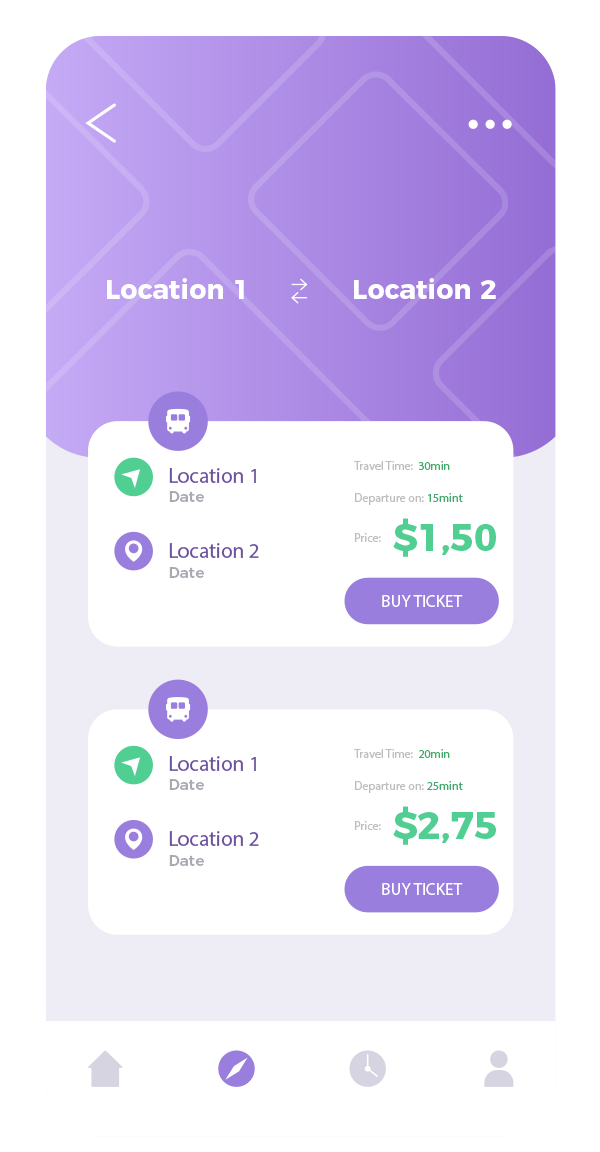 Location 1
Location 2
Location 1
Date
Location 2
Date
Travel Time: 30min
Departure on: 15mint
Price: $1,50
BUY TICKET
Location 1
Date
Location 2
Date
Travel Time: 20min
Departure on: 25mint
Price: $2,75
BUY TICKET